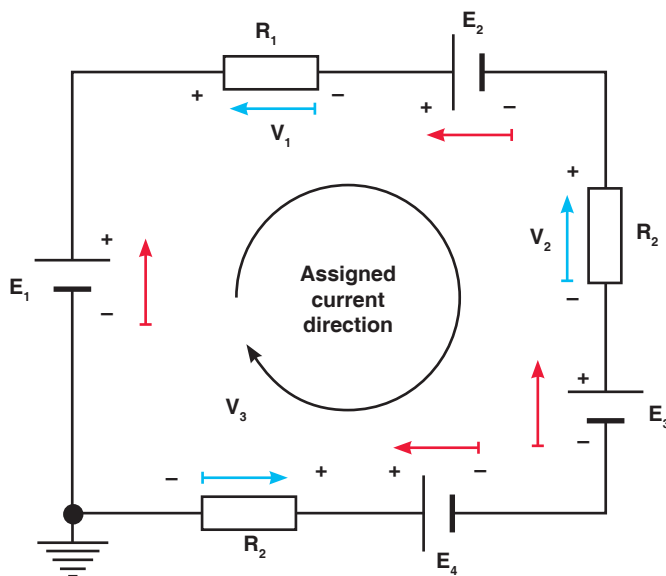 E₂
R₁
+ − + −
V₁
+
R₂
V₂
−
+
E₁
−
Assigned
current
direction
+
E₃
−
V₃
− + + −
R₂
E₄